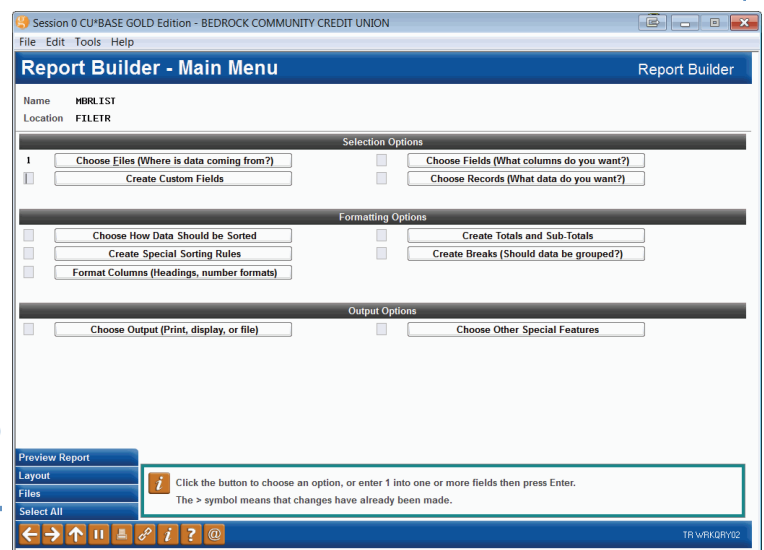 Session 0 CU*BASE GOLD Edition - BEDROCK COMMUNITY CREDIT UNION
File Edit Tools Help
Report Builder - Main Menu Report Builder
Name MBRLIST
Location FILETR
Selection Options
1 Choose Files (Where is data coming from?) Choose Fields (What columns do you want?)
Create Custom Fields Choose Records (What data do you want?)
Formatting Options
Choose How Data Should be Sorted Create Totals and Sub-Totals
Create Special Sorting Rules Create Breaks (Should data be grouped?)
Format Columns (Headings, number formats)
Output Options
Choose Output (Print, display, or file) Choose Other Special Features
Preview Report
Layout
Files
Select All
Click the button to choose an option, or enter 1 into one or more fields then press Enter.
The > symbol means that changes have already been made.
TR WRKQRY02